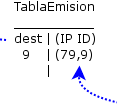 TablaEmision
dest | (IP ID)
9 | (79,9)
|